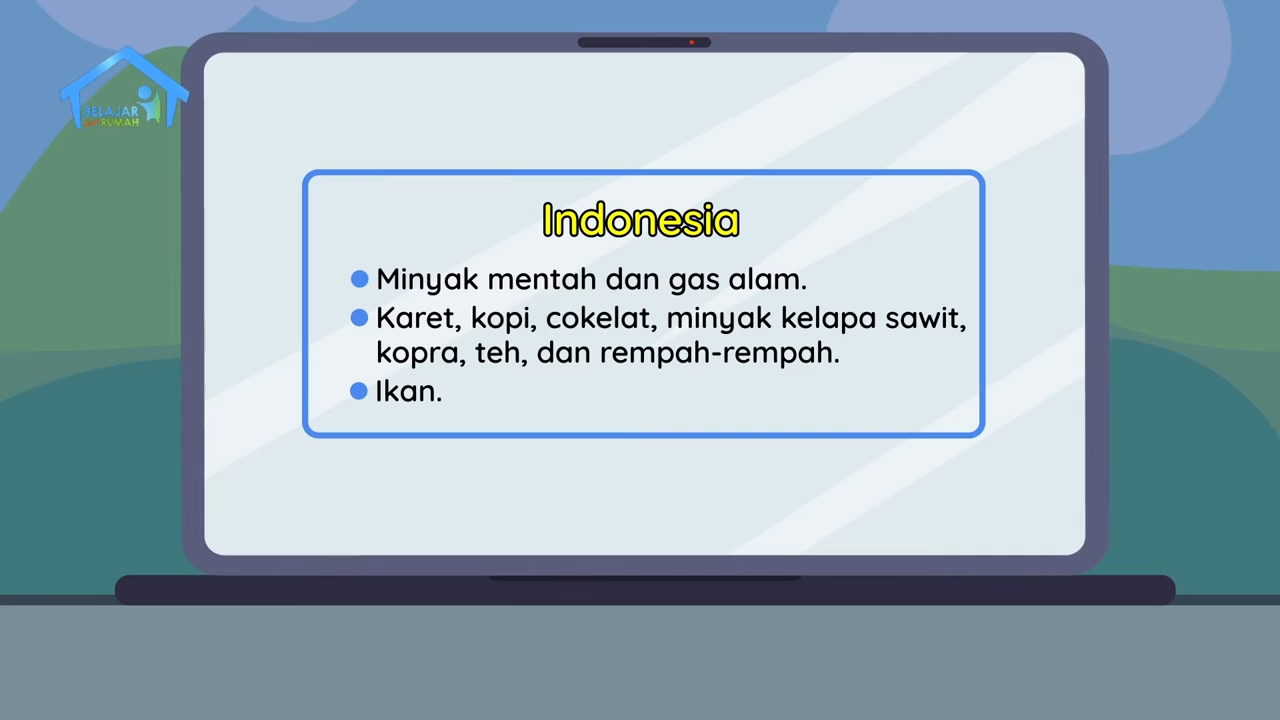 BELAJAR
RUMAH
Indonesia
Minyak mentah dan gas alam.
Karet, kopi, cokelat, minyak kelapa sawit,
kopra, teh, dan rempah-rempah.
Ikan.